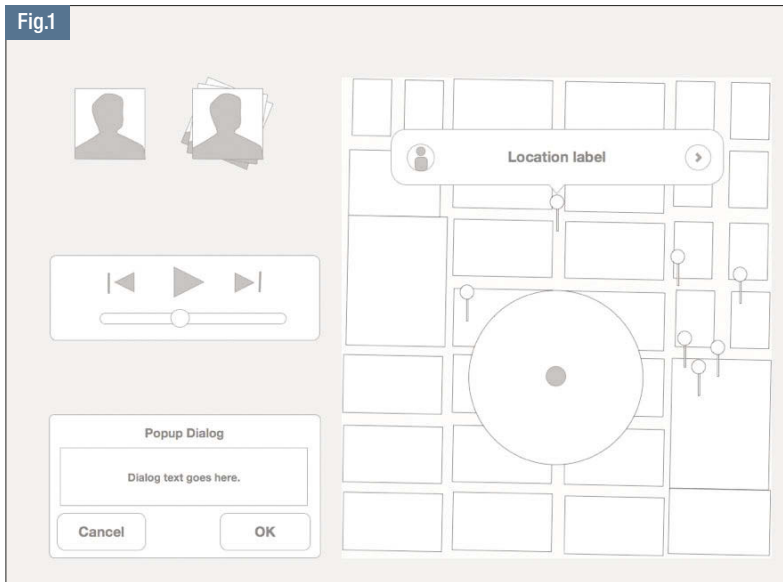 Fig.1
Location label
Popup Dialog
Dialog text goes here.
Cancel
OK